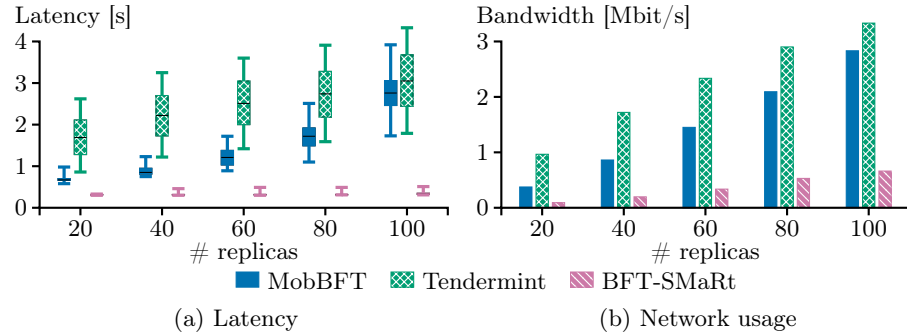 Latency [s]
4
3
2
1
0
20 40 60 80 100
# replicas
Bandwidth [Mbit/s]
3
2
1
0
20 40 60 80 100
# replicas
MobBFT Tendermint BFT-SMaRt
(a) Latency
(b) Network usage